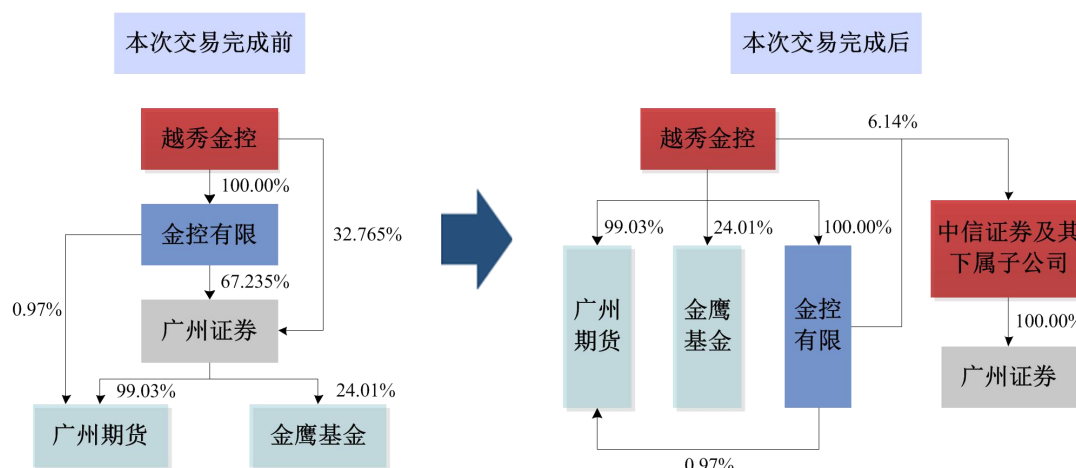 本次交易完成前
越秀金控
100.00%
金控有限
32.765%
67.235%
0.97%
广州证券
99.03%
24.01%
广州期货
金鹰基金
本次交易完成后
越秀金控
6.14%
99.03%
24.01%
100.00%
中信证券及其
下属子公司
广州
期货
金鹰
基金
金控
有限
100.00%
广州证券
0.97%